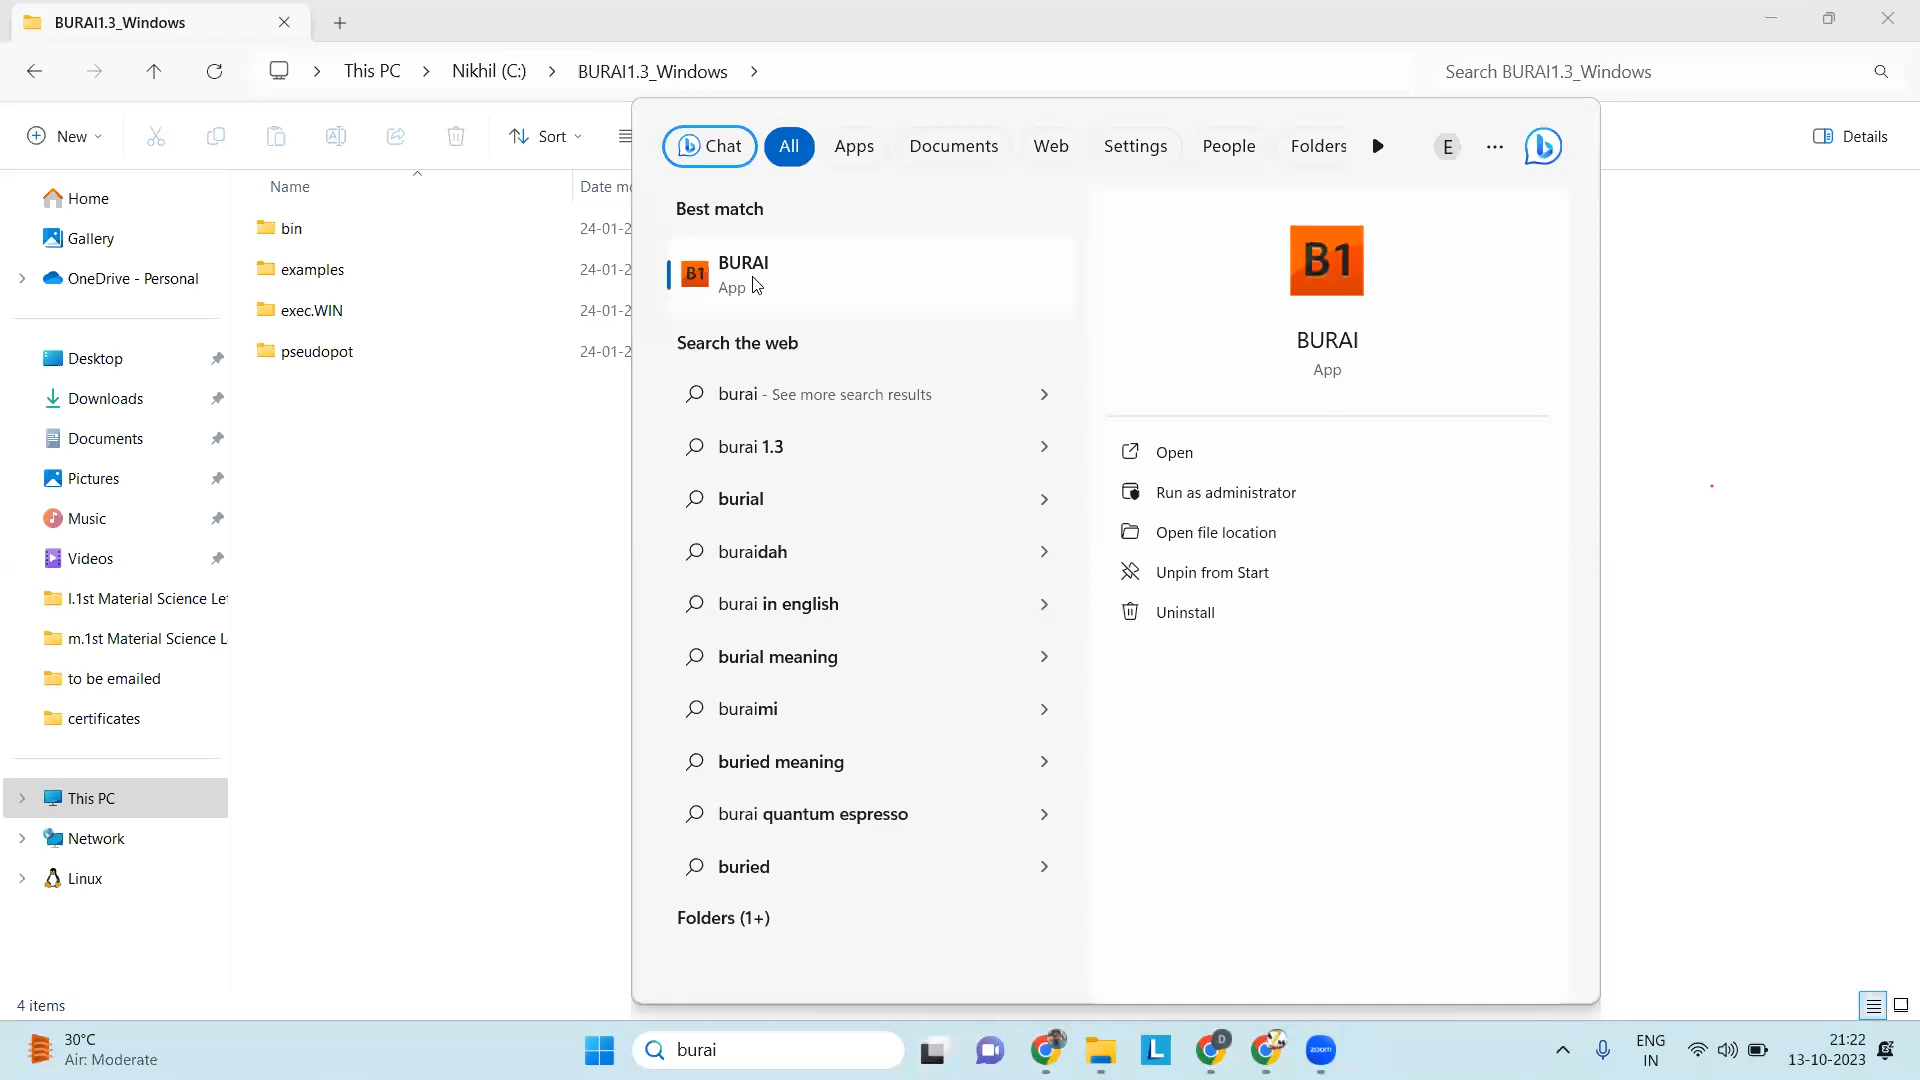 BURAI1.3_Windows
This PC
Nikhil (C:)
BURAI1.3_Windows
Search BURAI1.3_Windows
New
Sort
Details
Name
Date mo
Home
Gallery
OneDrive - Personal
Desktop
Downloads
Documents
Pictures
Music
Videos
l.1st Material Science Let
m.1st Material Science L
to be emailed
certificates
This PC
Network
Linux
bin
24-01-2
examples
24-01-2
exec.WIN
24-01-2
pseudopot
24-01-2
Chat
All
Apps
Documents
Web
Settings
People
Folders
E
Best match
B1
BURAI
App
Search the web
burai - See more search results
burai 1.3
burial
buraidah
burai in english
burial meaning
buraimi
buried meaning
burai quantum espresso
buried
Folders (1+)
B1
BURAI
App
Open
Run as administrator
Open file location
Unpin from Start
Uninstall
4 items
30°C
Air: Moderate
burai
L
D
zoom
ENG
IN
21:22
13-10-2023